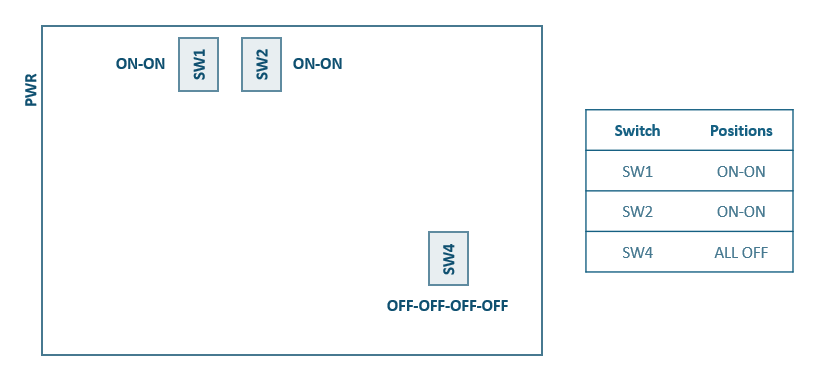 ON-ON SW1 SW2 ON-ON
PWR
SW4
OFF-OFF-OFF-OFF
Switch Positions
SW1 ON-ON
SW2 ON-ON
SW4 ALL OFF